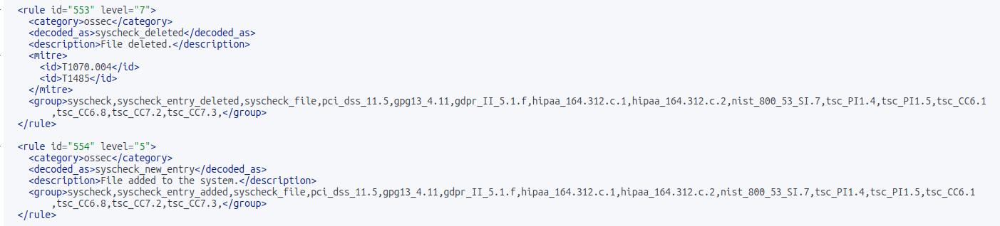 <rule id="553" level="7">
<category>ossec</category>
<decoded_as>syscheck_deleted</decoded_as>
<description>File deleted.</description>
<mitre>
<id>T1070.004</id>
<id>T1485</id>
</mitre>
<group>syscheck,syscheck_entry_deleted,syscheck_file,pci_dss_11.5,gpg13_4.11,gdpr_II_5.1.f,hipaa_164.312.c.1,hipaa_164.312.c.2,nist_800_53_SI.7,tsc_PI1.4,tsc_PI1.5,tsc_CC6.1
,tsc_CC6.8,tsc_CC7.2,tsc_CC7.3,</group>
</rule>
<rule id="554" level="5">
<category>ossec</category>
<decoded_as>syscheck_new_entry</decoded_as>
<description>File added to the system.</description>
<group>syscheck,syscheck_entry_added,syscheck_file,pci_dss_11.5,gpg13_4.11,gdpr_II_5.1.f,hipaa_164.312.c.1,hipaa_164.312.c.2,nist_800_53_SI.7,tsc_PI1.4,tsc_PI1.5,tsc_CC6.1
,tsc_CC6.8,tsc_CC7.2,tsc_CC7.3,</group>
</rule>